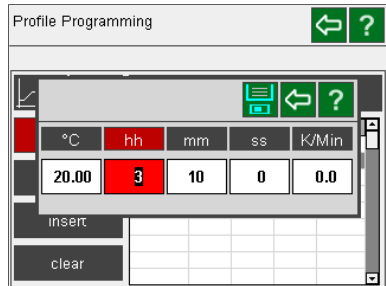 Profile Programming
?
?
°C hh mm ss K/Min
20.00 3 10 0 0.0
insert
clear